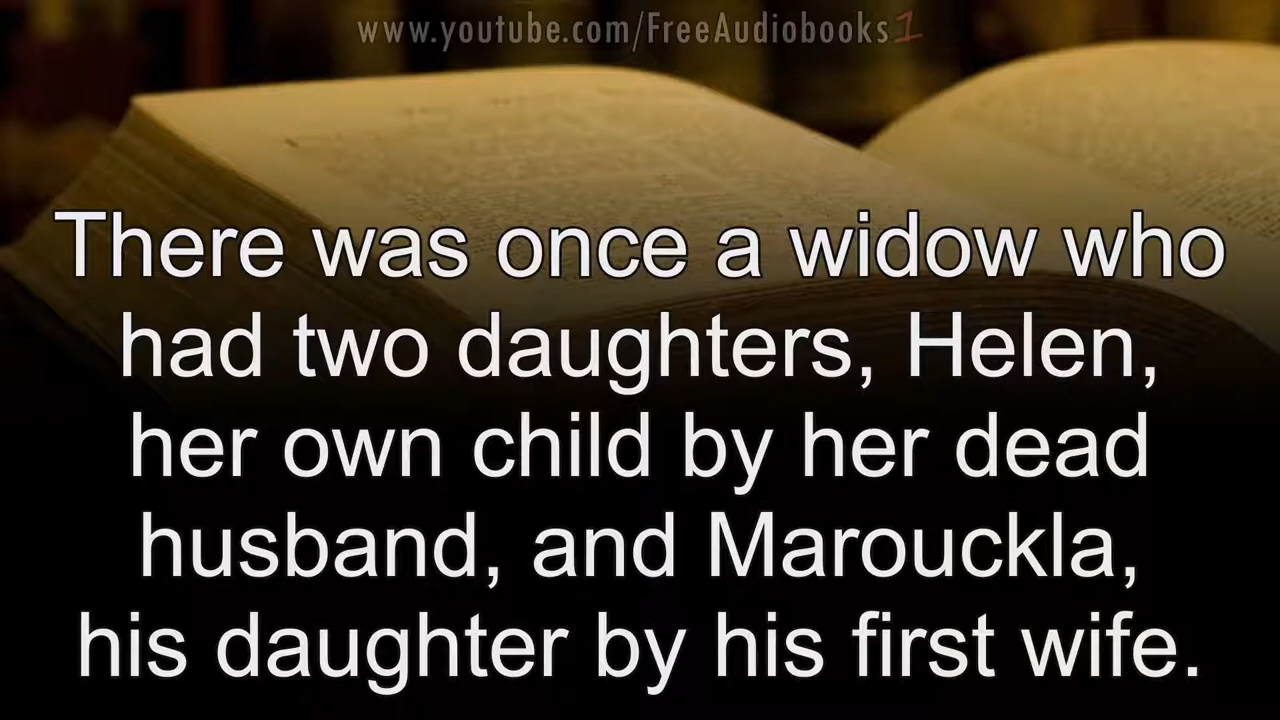 www.youtube.com/FreeAudiobooks1
There was once a widow who
had two daughters, Helen,
her own child by her dead
husband, and Marouckla,
his daughter by his first wife.